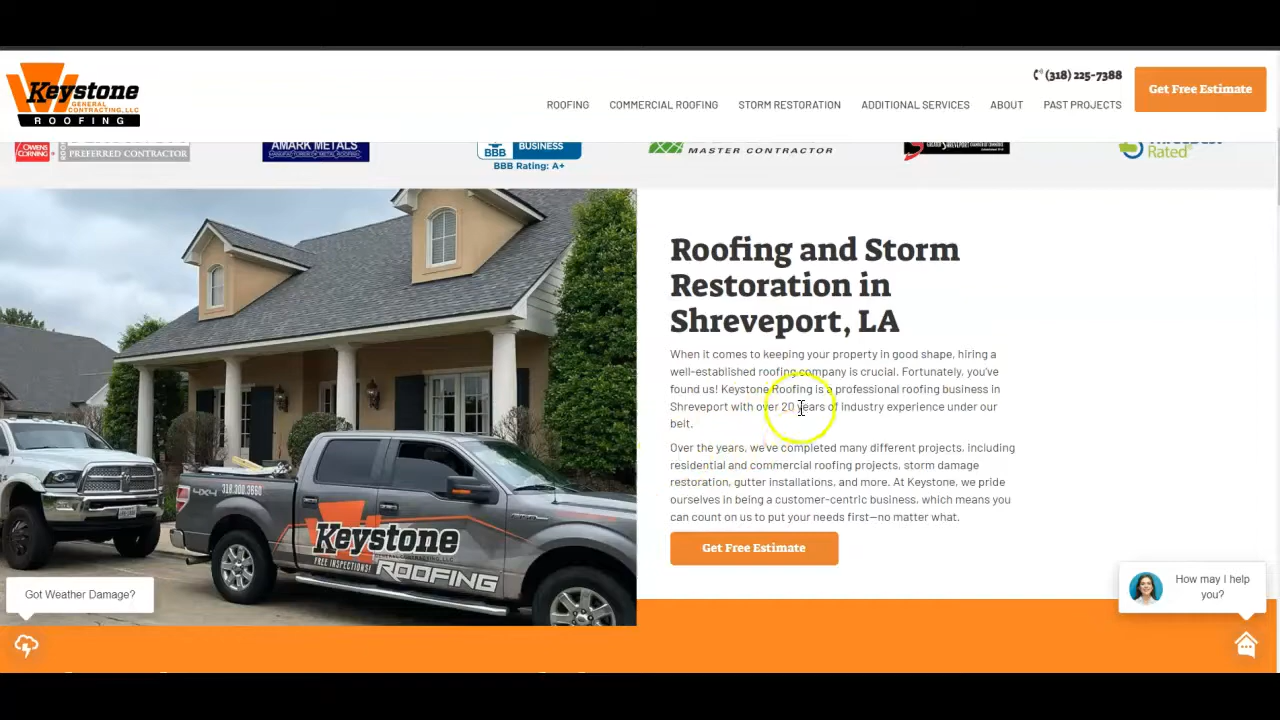 Keystone
GENERAL
CONTRACTING, LLC
ROOFING
(318) 225-7388
Get Free Estimate
ROOFING
COMMERCIAL ROOFING
STORM RESTORATION
ADDITIONAL SERVICES
ABOUT
PAST PROJECTS
OWENS
CORNING
PREFERRED CONTRACTOR
AMARK METALS
BBB
BUSINESS
BBB Rating: A+
MASTER CONTRACTOR
Rated
Roofing and Storm
Restoration in
Shreveport, LA
When it comes to keeping your property in good shape, hiring a
well-established roofing company is crucial. Fortunately, you've
found us! Keystone Roofing is a professional roofing business in
Shreveport with over 20 years of industry experience under our
belt.
Over the years, we've completed many different projects, including
residential and commercial roofing projects, storm damage
restoration, gutter installations, and more. At Keystone, we pride
ourselves in being a customer-centric business, which means you
can count on us to put your needs first—no matter what.
Get Free Estimate
4X4
318.300.3660
Keystone
FREE INSPECTIONS!
ROOFING
Got Weather Damage?
How may I help
you?